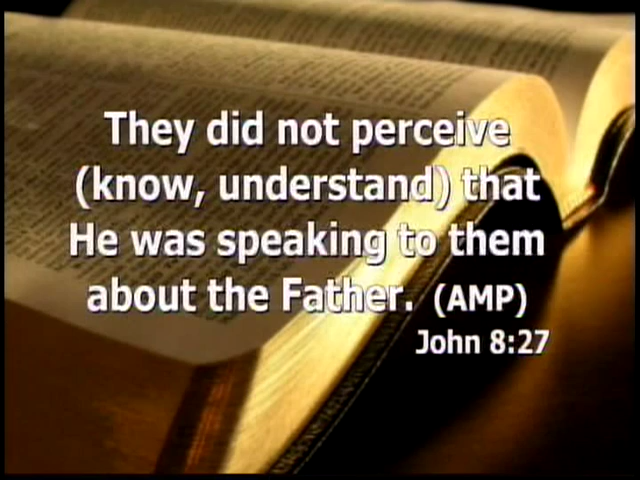 They did not perceive
(know, understand) that
He was speaking to them
about the Father. (AMP)
John 8:27